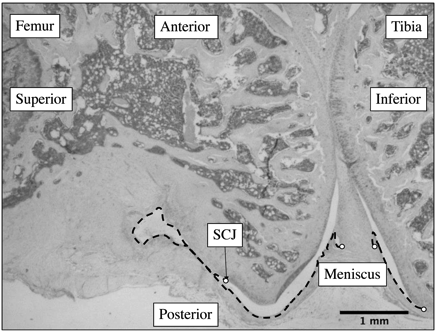 Femur
Anterior
Tibia
Superior
Inferior
SCJ
Meniscus
Posterior
1 mm